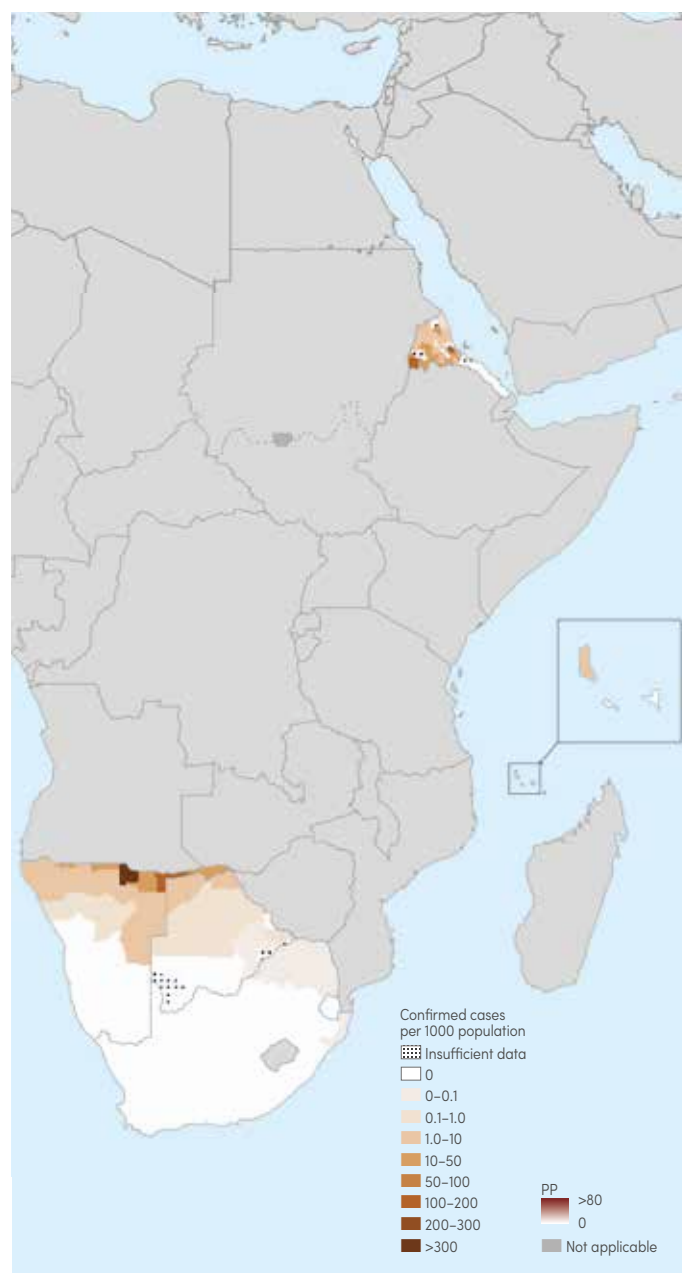 Confirmed cases
per 1000 population
Insufficient data
0
0–0.1
0.1–1.0
1.0–10
10–50
50–100
100–200
200–300
>300
PP
>80
0
Not applicable